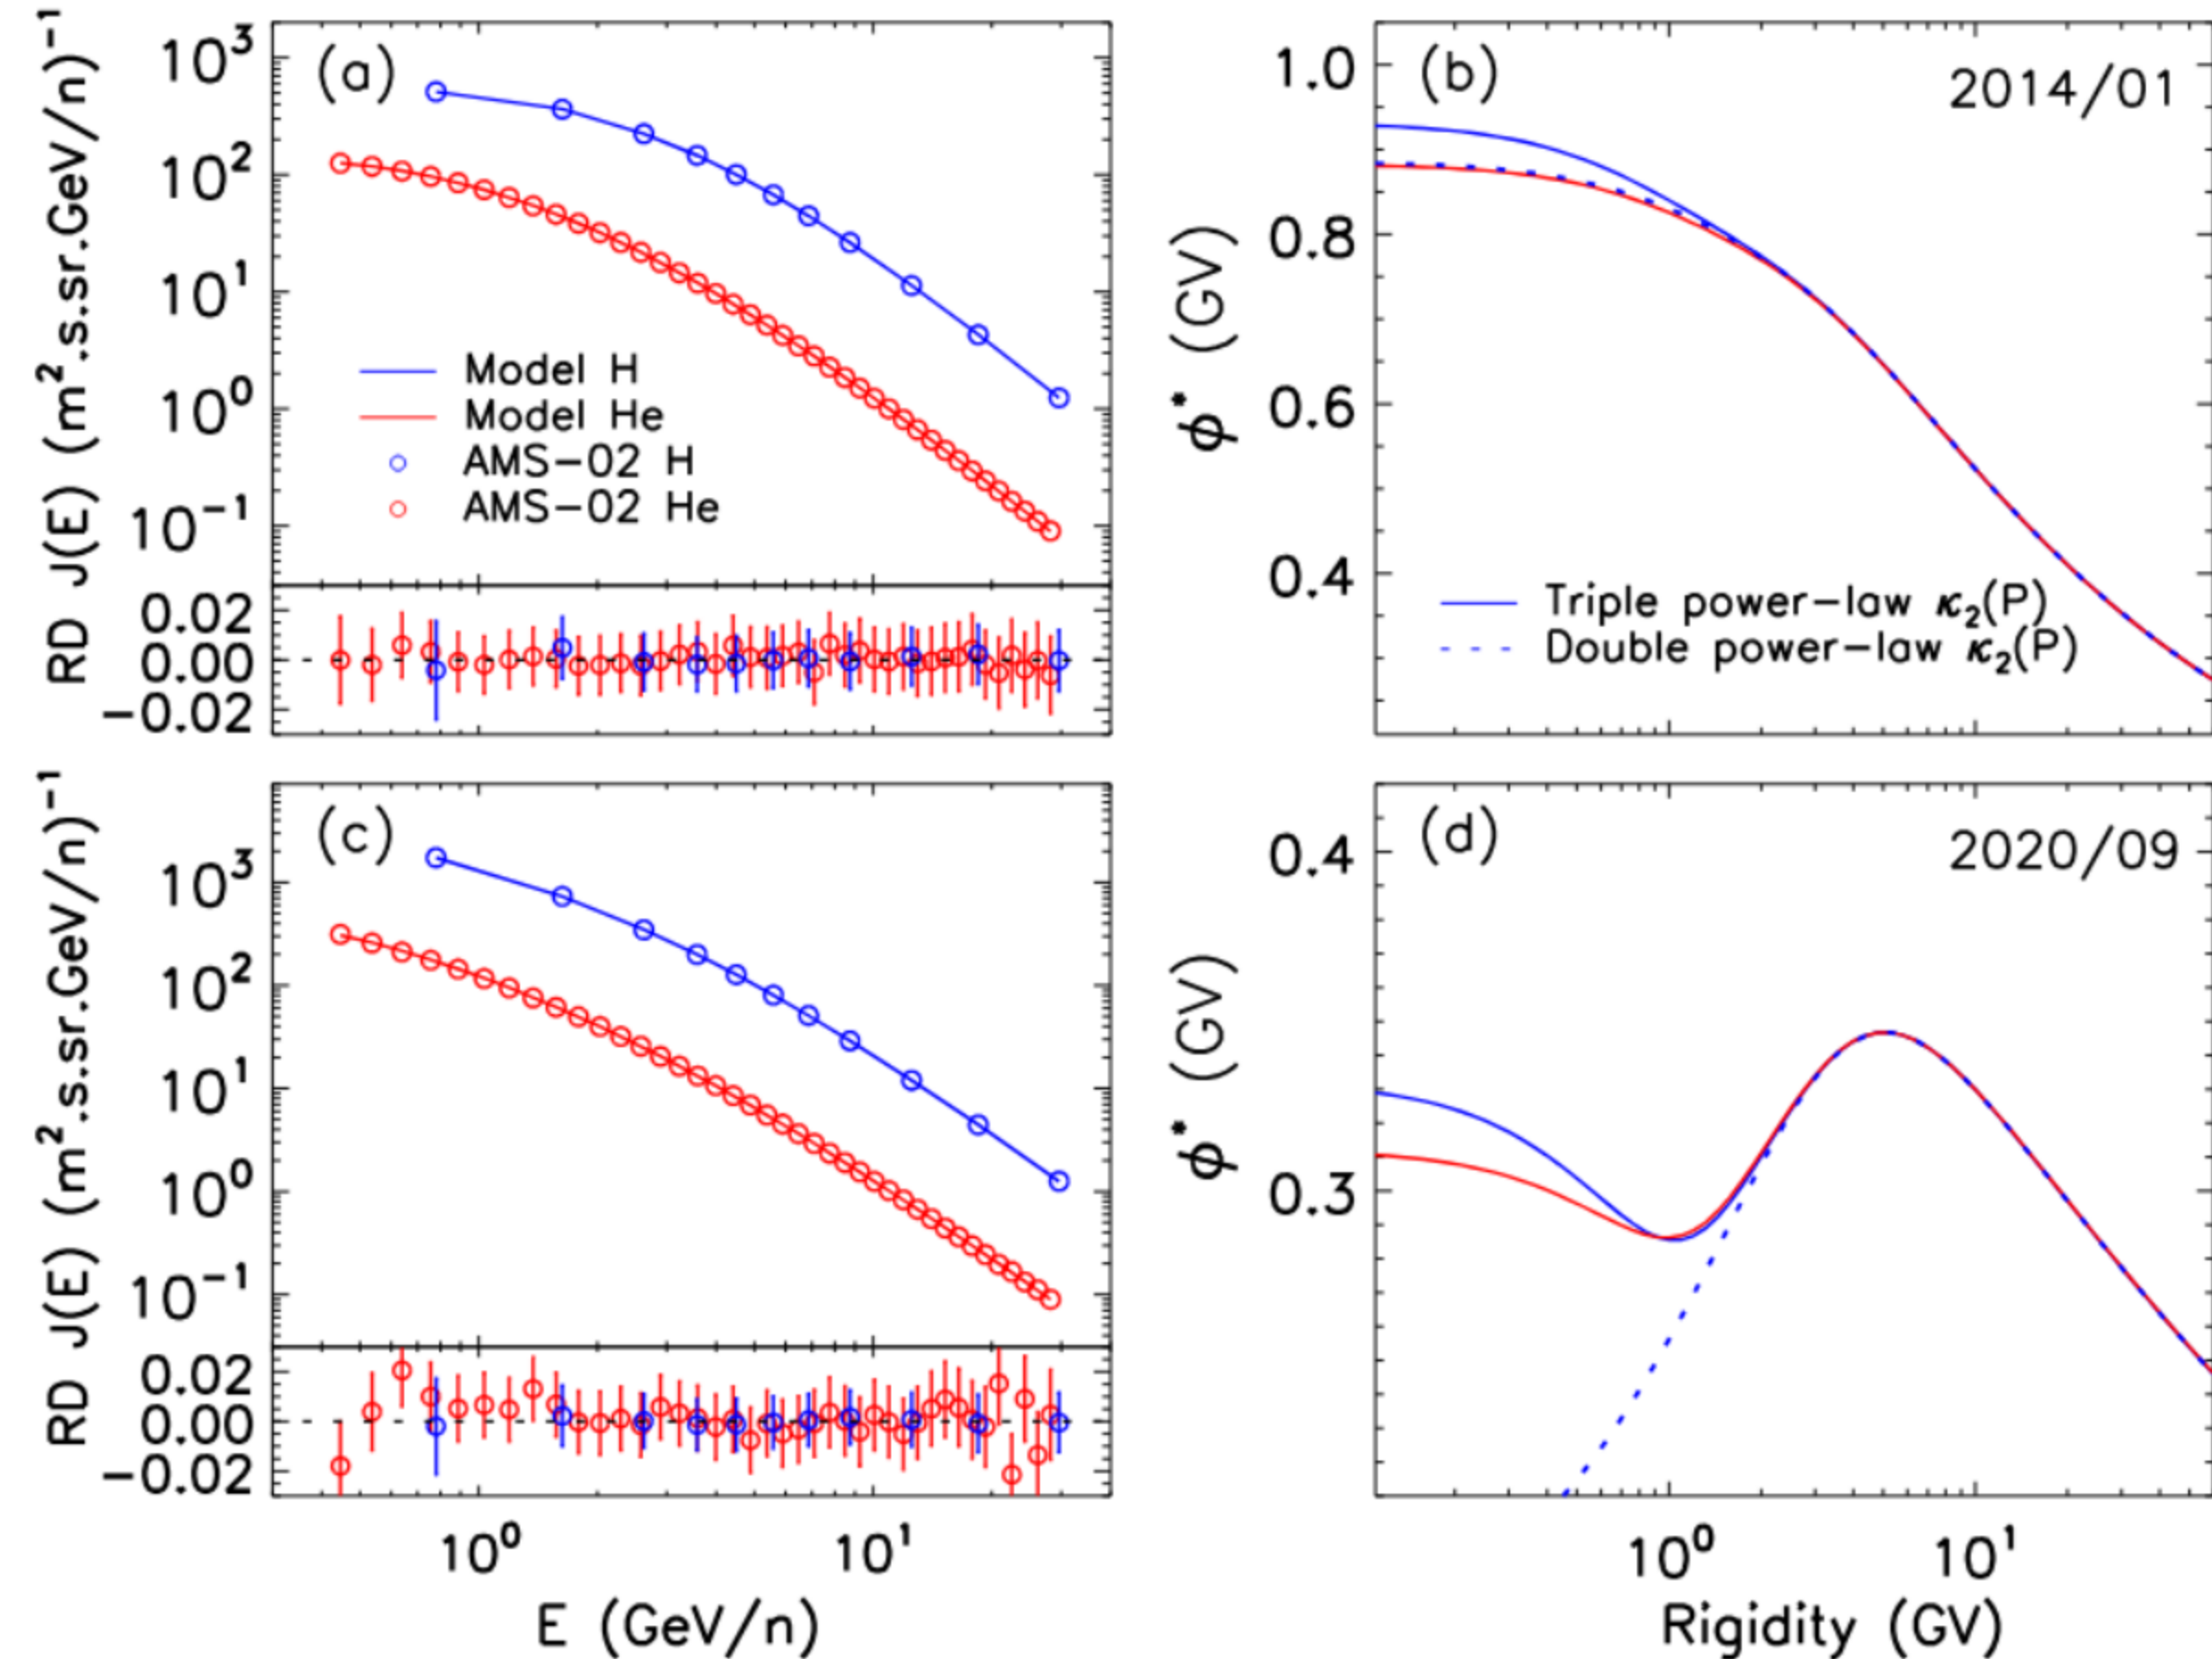 (a)
J(E) (m².s.sr.GeV/n)⁻¹
10³
10²
10¹
10⁰
10⁻¹
Model H
Model He
AMS−02 H
AMS−02 He
RD
0.02
0.00
−0.02
(b)
2014/01
ϕ* (GV)
1.0
0.8
0.6
0.4
Triple power−law κ₂(P)
Double power−law κ₂(P)
(c)
J(E) (m².s.sr.GeV/n)⁻¹
10³
10²
10¹
10⁰
10⁻¹
RD
0.02
0.00
−0.02
10⁰ 10¹
E (GeV/n)
(d)
2020/09
ϕ* (GV)
0.4
0.3
10⁰ 10¹
Rigidity (GV)